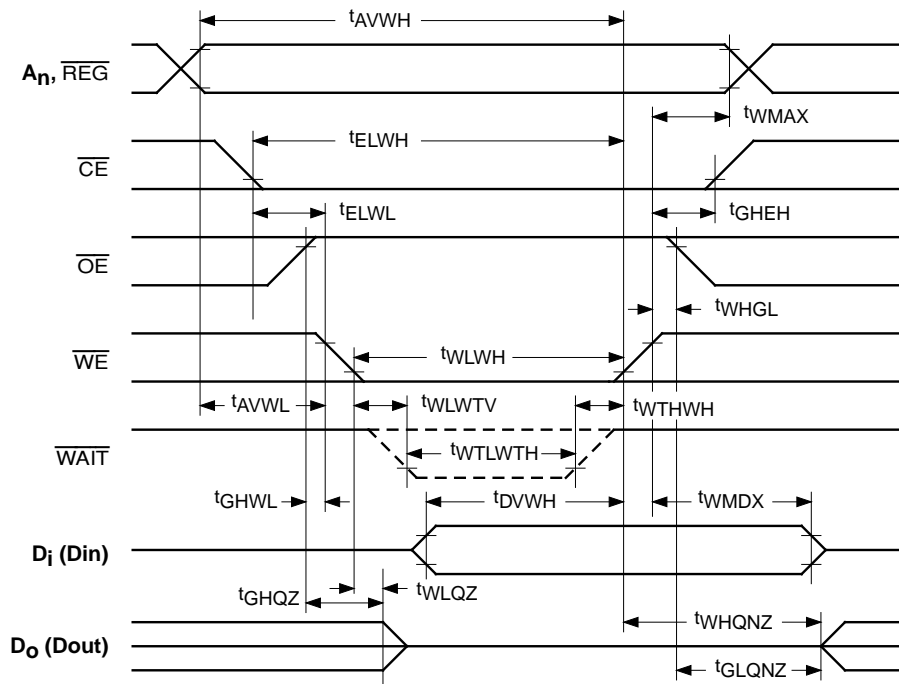 tAVWH
An, REG
tWMAX
tELWH
CE
tELWL
tGHEH
OE
tWHGL
WE
tWLWH
tAVWL
tWLWTV
tWTHWH
WAIT
tWTLWTH
tGHWL
tDVWH
tWMDX
Di (Din)
tGHQZ
tWLQZ
tWHQNZ
Do (Dout)
tGLQNZ